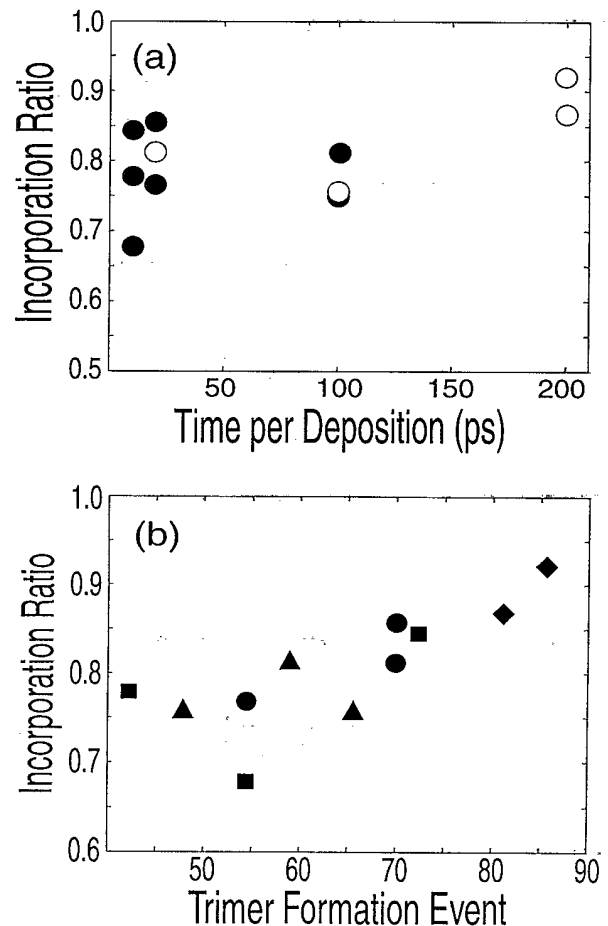 (a)
Incorporation Ratio
1.0
0.9
0.8
0.7
0.6
0.5
50 100 150 200
Time per Deposition (ps)
(b)
Incorporation Ratio
1.0
0.9
0.8
0.7
0.6
50 60 70 80 90
Trimer Formation Event